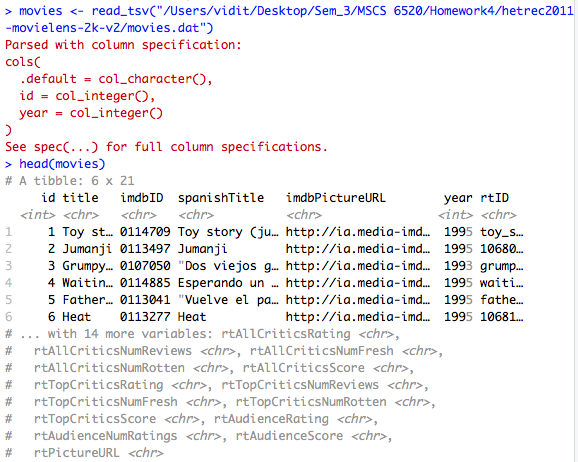 > movies <- read_tsv("/Users/vidit/Desktop/Sem_3/MSCS 6520/Homework4/hetrec2011
-movielens-2k-v2/movies.dat")
Parsed with column specification:
cols(
  .default = col_character(),
  id = col_integer(),
  year = col_integer()
)
See spec(...) for full column specifications.
> head(movies)
# A tibble: 6 x 21
     id title   imdbID  spanishTitle  imdbPictureURL      year rtID
  <int> <chr>   <chr>   <chr>         <chr>              <int> <chr>
1     1 Toy st… 0114709 Toy story (ju… http://ia.media-imd…  1995 toy_s…
2     2 Jumanji 0113497 Jumanji       http://ia.media-imd…  1995 10680…
3     3 Grumpy… 0107050 "Dos viejos g… http://ia.media-imd…  1993 grump…
4     4 Waitin… 0114885 Esperando un … http://ia.media-imd…  1995 waiti…
5     5 Father… 0113041 "Vuelve el pa… http://ia.media-imd…  1995 fathe…
6     6 Heat    0113277 Heat          http://ia.media-imd…  1995 10681…
# ... with 14 more variables: rtAllCriticsRating <chr>,
#   rtAllCriticsNumReviews <chr>, rtAllCriticsNumFresh <chr>,
#   rtAllCriticsNumRotten <chr>, rtAllCriticsScore <chr>,
#   rtTopCriticsRating <chr>, rtTopCriticsNumReviews <chr>,
#   rtTopCriticsNumFresh <chr>, rtTopCriticsNumRotten <chr>,
#   rtTopCriticsScore <chr>, rtAudienceRating <chr>,
#   rtAudienceNumRatings <chr>, rtAudienceScore <chr>,
#   rtPictureURL <chr>